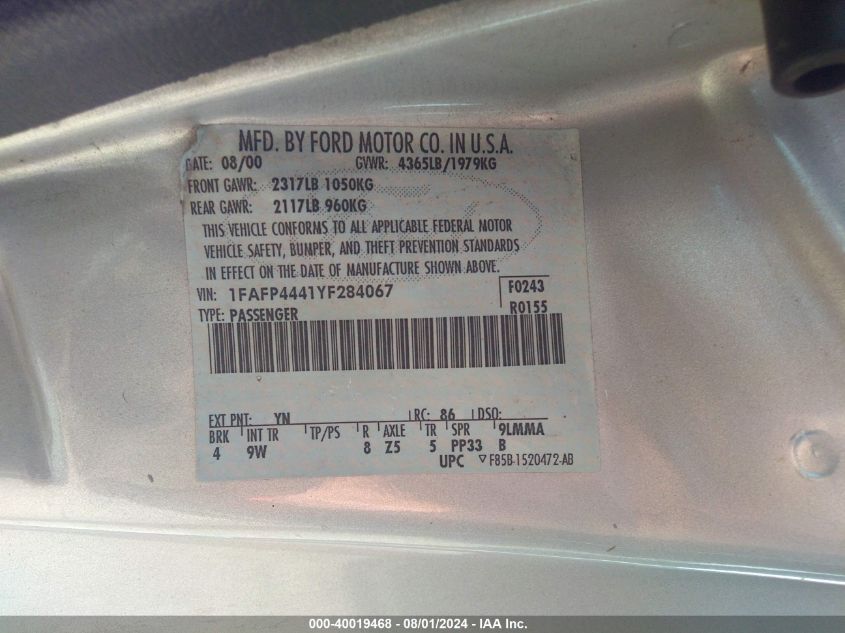 MFD. BY FORD MOTOR CO. IN U.S.A.
DATE: 08/00 GVWR: 4365LB/1979KG
FRONT GAWR: 2317LB 1050KG
REAR GAWR: 2117LB 960KG
THIS VEHICLE CONFORMS TO ALL APPLICABLE FEDERAL MOTOR
VEHICLE SAFETY, BUMPER, AND THEFT PREVENTION STANDARDS
IN EFFECT ON THE DATE OF MANUFACTURE SHOWN ABOVE.
VIN: 1FAFP4441YF284067 F0243
TYPE: PASSENGER R0155
EXT PNT: YN RC: 86 DSO:
BRK INT TR TP/PS R AXLE TR SPR 9LMMA
4 9W 8 Z5 5 PP33 B
UPC ▽F85B-1520472-AB
000-40019468 - 08/01/2024 - IAA Inc.